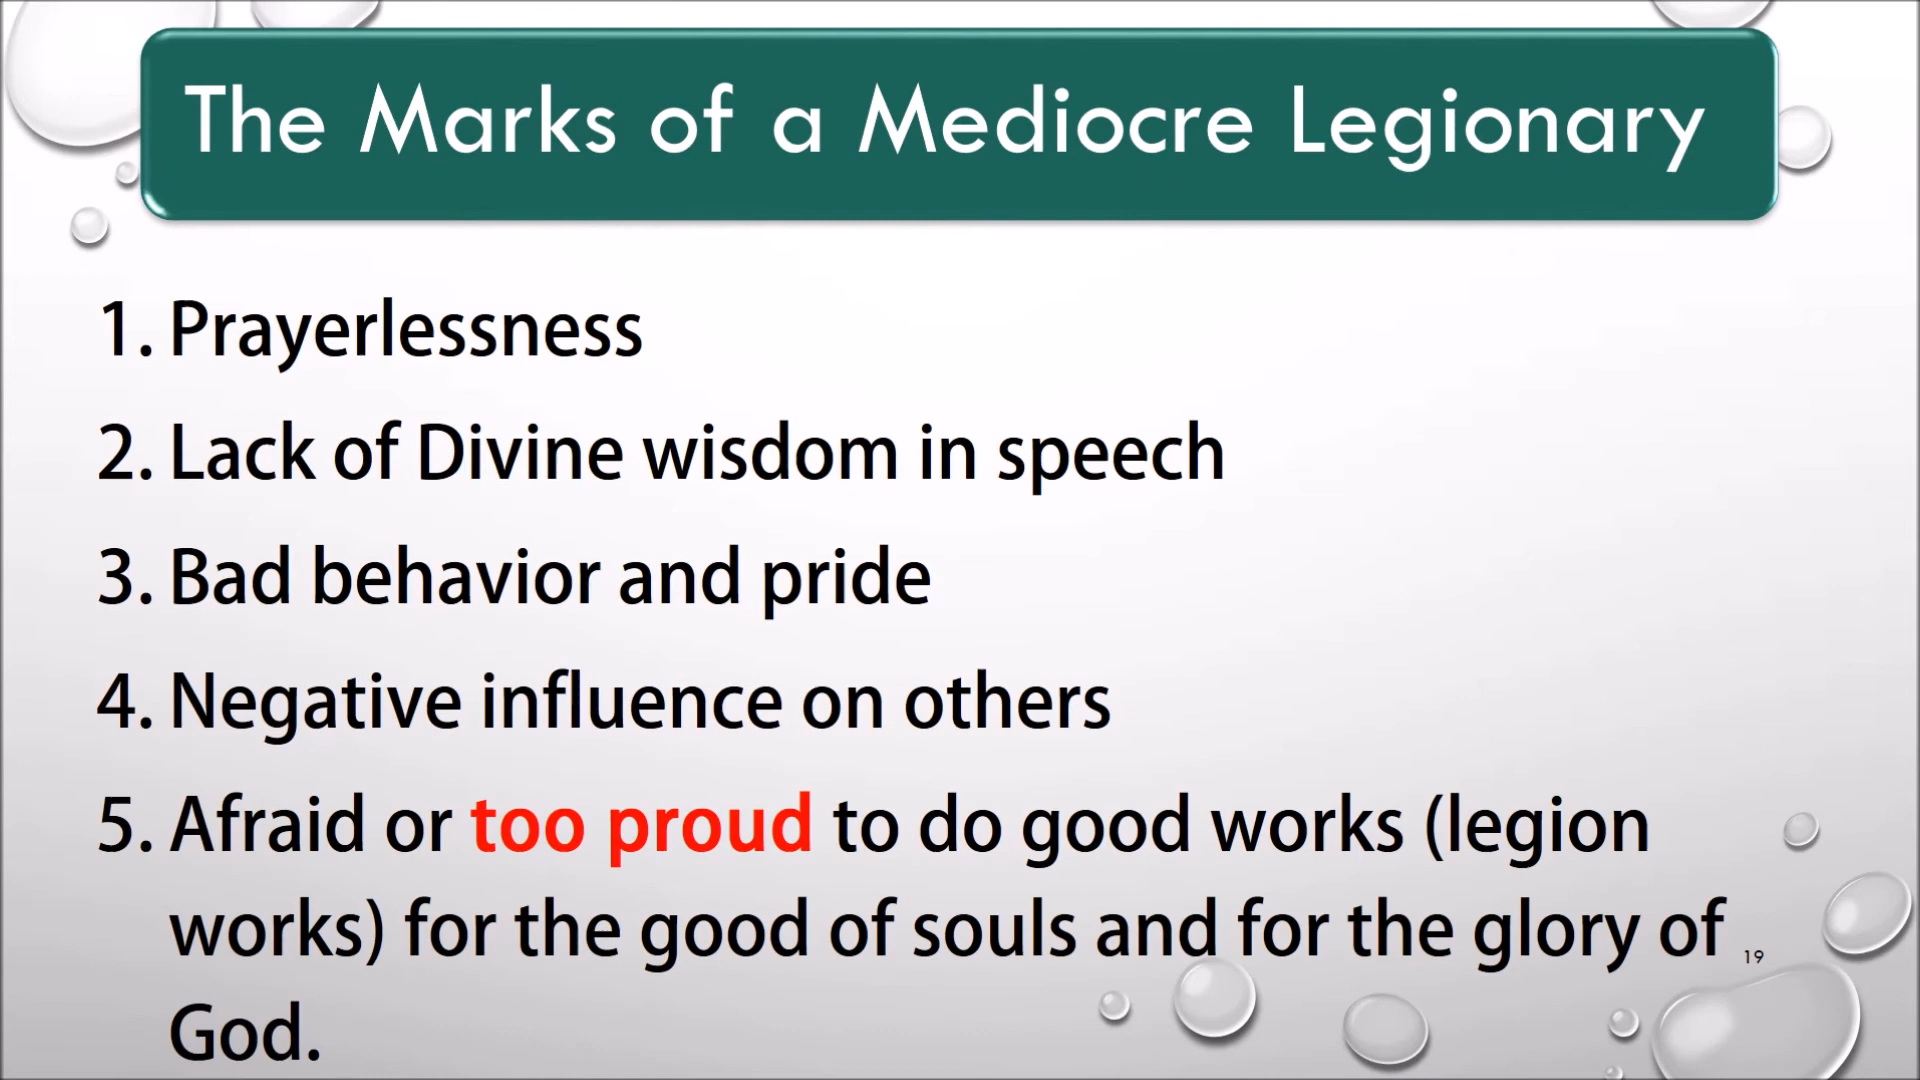 The Marks of a Mediocre Legionary
1. Prayerlessness
2. Lack of Divine wisdom in speech
3. Bad behavior and pride
4. Negative influence on others
5. Afraid or too proud to do good works (legion
works) for the good of souls and for the glory of
19
God.